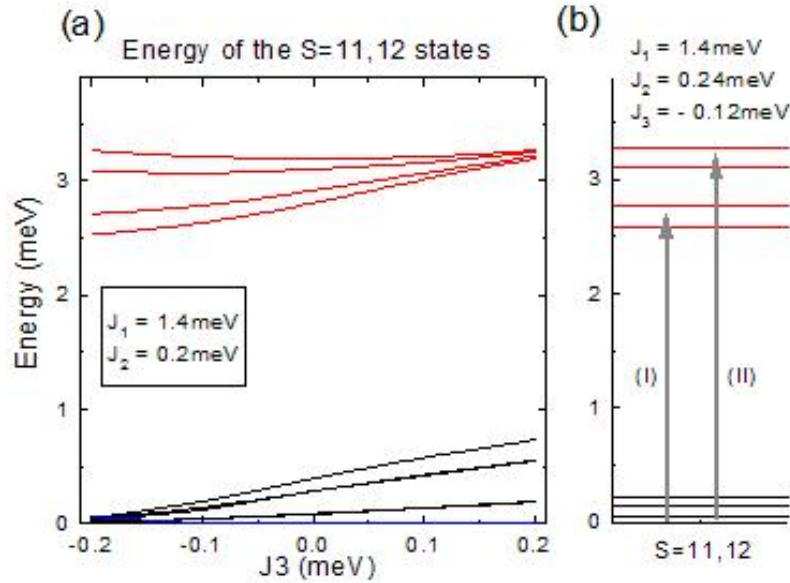 (a)
Energy of the S=11,12 states
Energy (meV)
3
2
1
0
J₁ = 1.4meV
J₂ = 0.2meV
-0.2
-0.1
0.0
0.1
0.2
J3 (meV)
(b)
J₁ = 1.4meV
J₂ = 0.24meV
J₃ = - 0.12meV
3
2
1
0
(I)
(II)
S=11,12